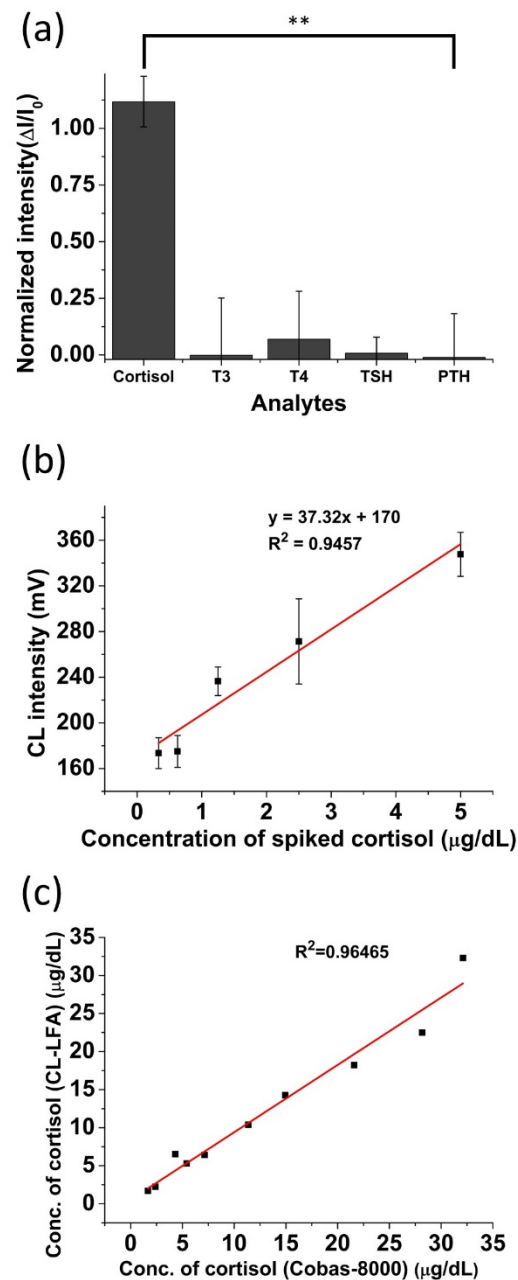 (a)
**
Normalized intensity(ΔI/I₀)
1.00
0.75
0.50
0.25
0.00
Cortisol T3 T4 TSH PTH
Analytes
(b)
y = 37.32x + 170
R² = 0.9457
CL intensity (mV)
360
320
280
240
200
160
0 1 2 3 4 5
Concentration of spiked cortisol (μg/dL)
(c)
R²=0.96465
Conc. of cortisol (CL-LFA) (μg/dL)
35
30
25
20
15
10
5
0
0 5 10 15 20 25 30 35
Conc. of cortisol (Cobas-8000) (μg/dL)